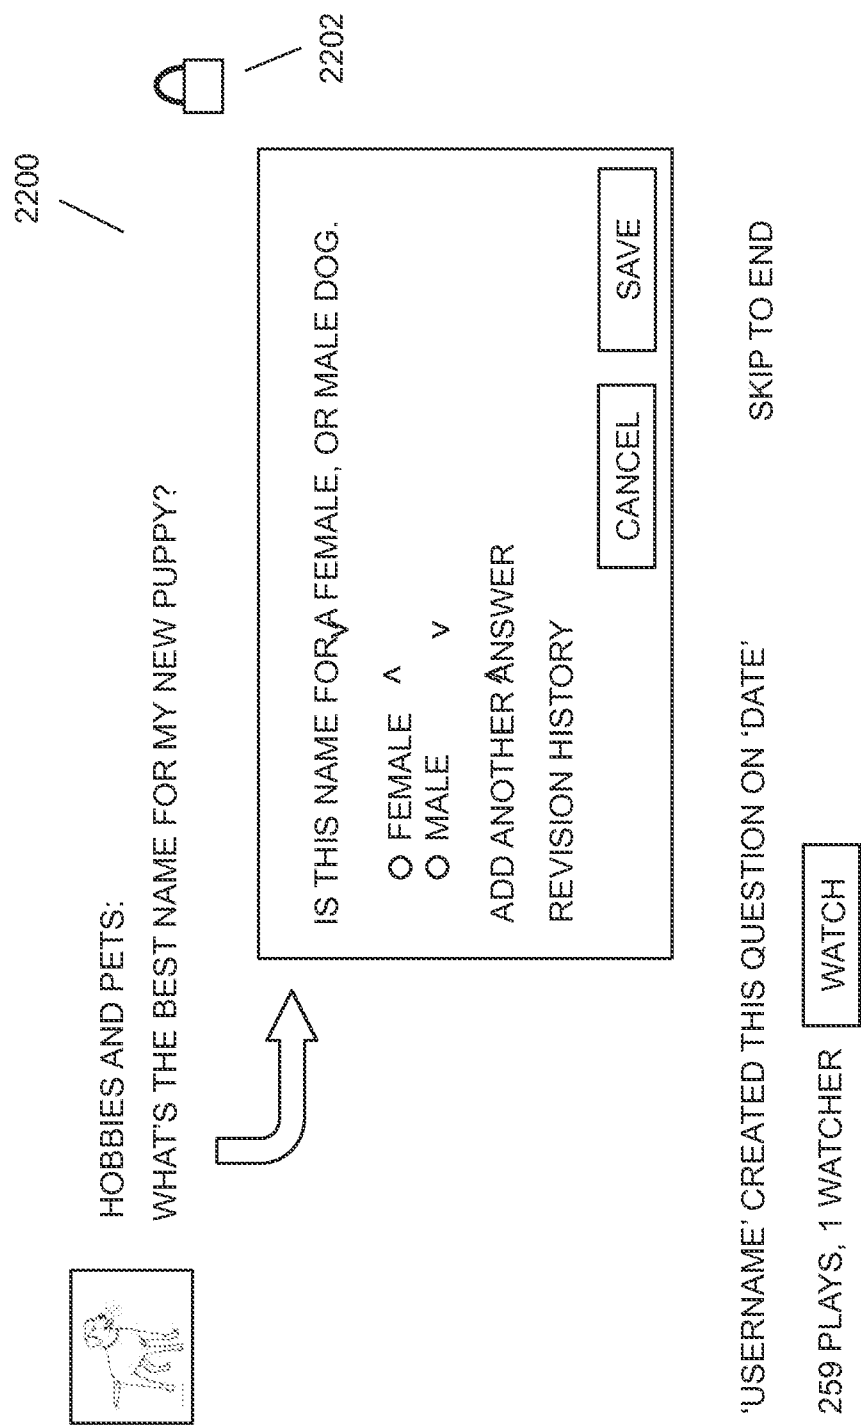 2200
2202
HOBBIES AND PETS:
WHAT'S THE BEST NAME FOR MY NEW PUPPY?
IS THIS NAME FOR A FEMALE, OR MALE DOG.
O FEMALE ^
O MALE v
ADD ANOTHER ANSWER
REVISION HISTORY
CANCEL
SAVE
'USERNAME' CREATED THIS QUESTION ON 'DATE'
SKIP TO END
259 PLAYS, 1 WATCHER
WATCH